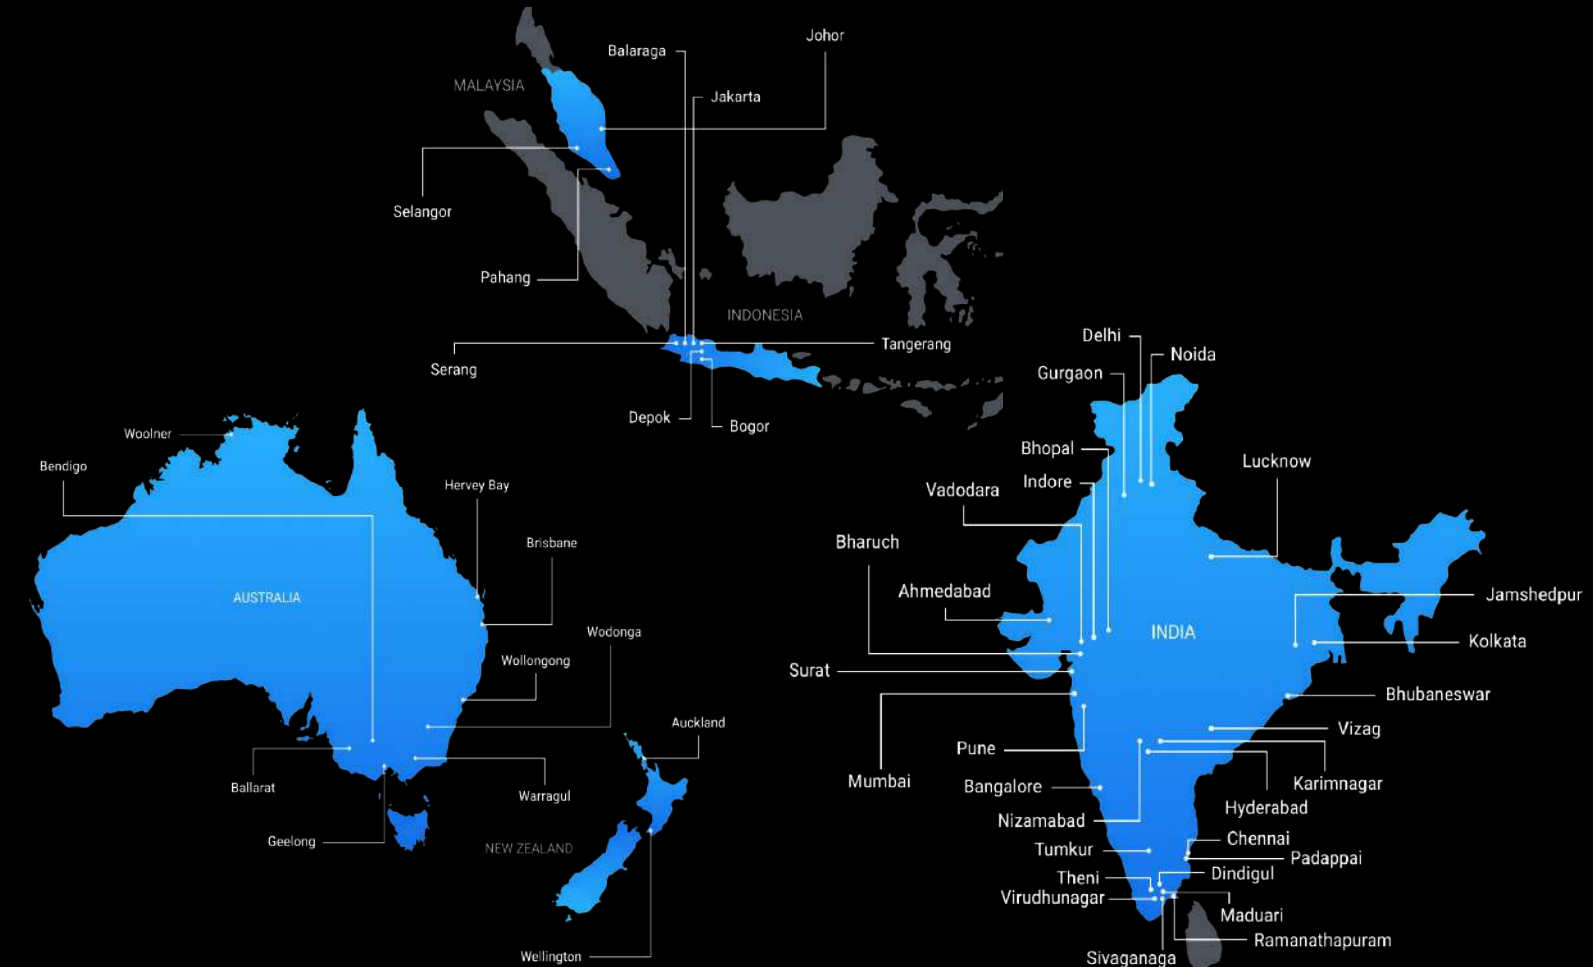 Johor
Balaraga
MALAYSIA
Jakarta
Selangor
Pahang
INDONESIA
Tangerang
Serang
Depok
Bogor
Woolner
Bendigo
Hervey Bay
Brisbane
AUSTRALIA
Wodonga
Wollongong
Auckland
Ballarat
Warragul
Geelong
NEW ZEALAND
Wellington
Delhi
Noida
Gurgaon
Bhopal
Lucknow
Indore
Vadodara
Bharuch
Ahmedabad
Jamshedpur
INDIA
Kolkata
Surat
Bhubaneswar
Vizag
Pune
Mumbai
Karimnagar
Bangalore
Hyderabad
Nizamabad
Chennai
Tumkur
Padappai
Dindigul
Theni
Virudhunagar
Maduari
Ramanathapuram
Sivaganaga